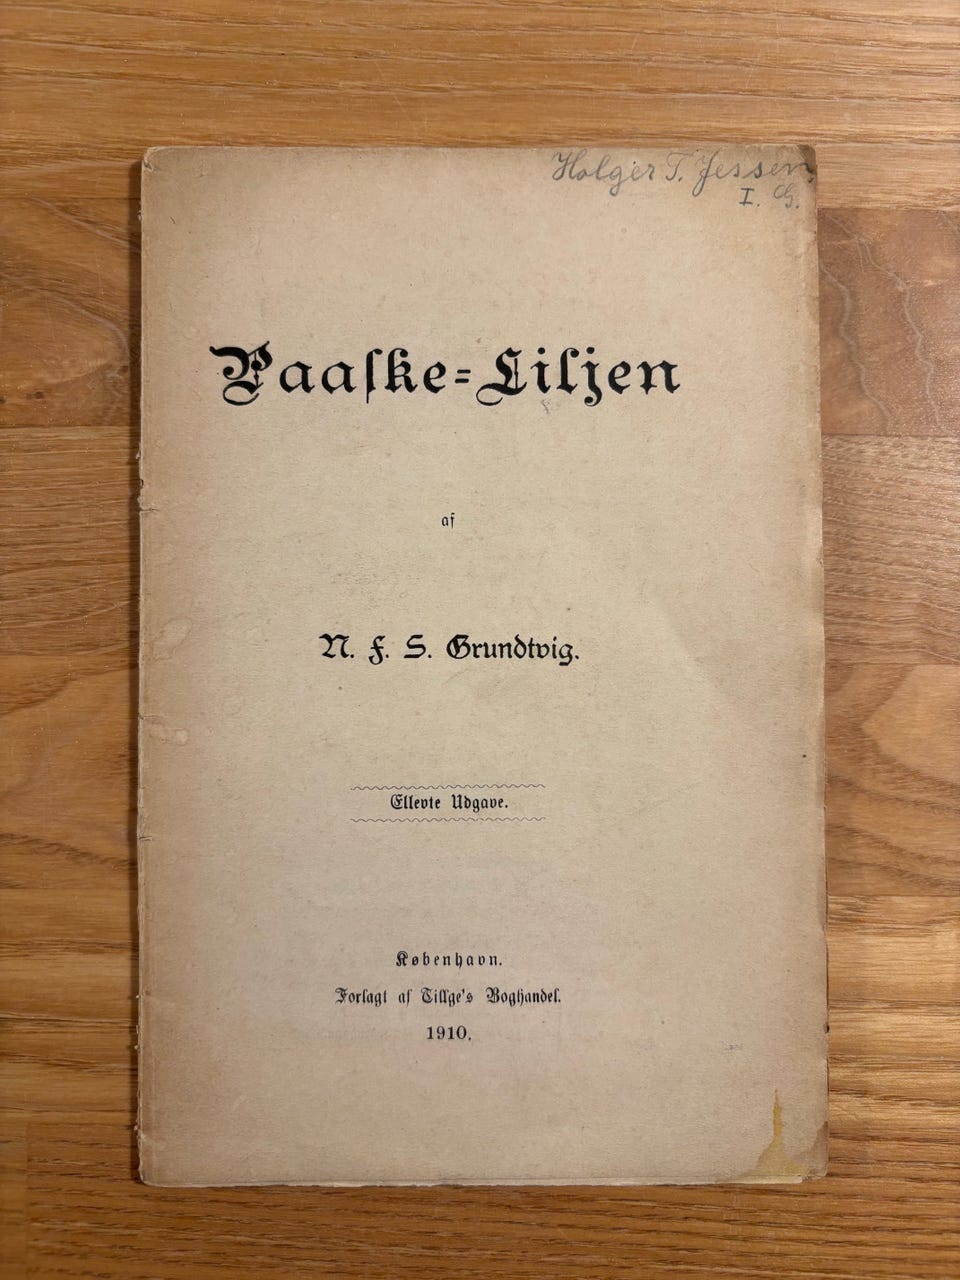 Holger T. Jessen,
I. G.
Paaske-Liljen
af
N. F. S. Grundtvig.
Ellevte Udgave.
København.
Forlagt af Tillge's Boghandel.
1910.